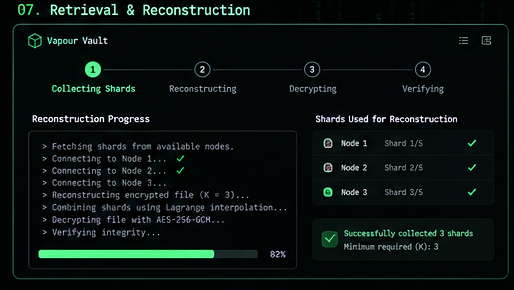 07. Retrieval & Reconstruction
Vapour Vault
1 2 3 4
Collecting Shards Reconstructing Decrypting Verifying
Reconstruction Progress
> Fetching shards from available nodes.
> Connecting to Node 1... ✓
> Connecting to Node 2... ✓
> Connecting to Node 3...
> Reconstructing encrypted file (K = 3)...
> Combining shards using Lagrange interpolation...
> Decrypting file with AES-256-GCM...
> Verifying integrity...
82%
Shards Used for Reconstruction
Node 1 Shard 1/5 ✓
Node 2 Shard 2/5 ✓
Node 3 Shard 3/5 ✓
Successfully collected 3 shards
Minimum required (K): 3